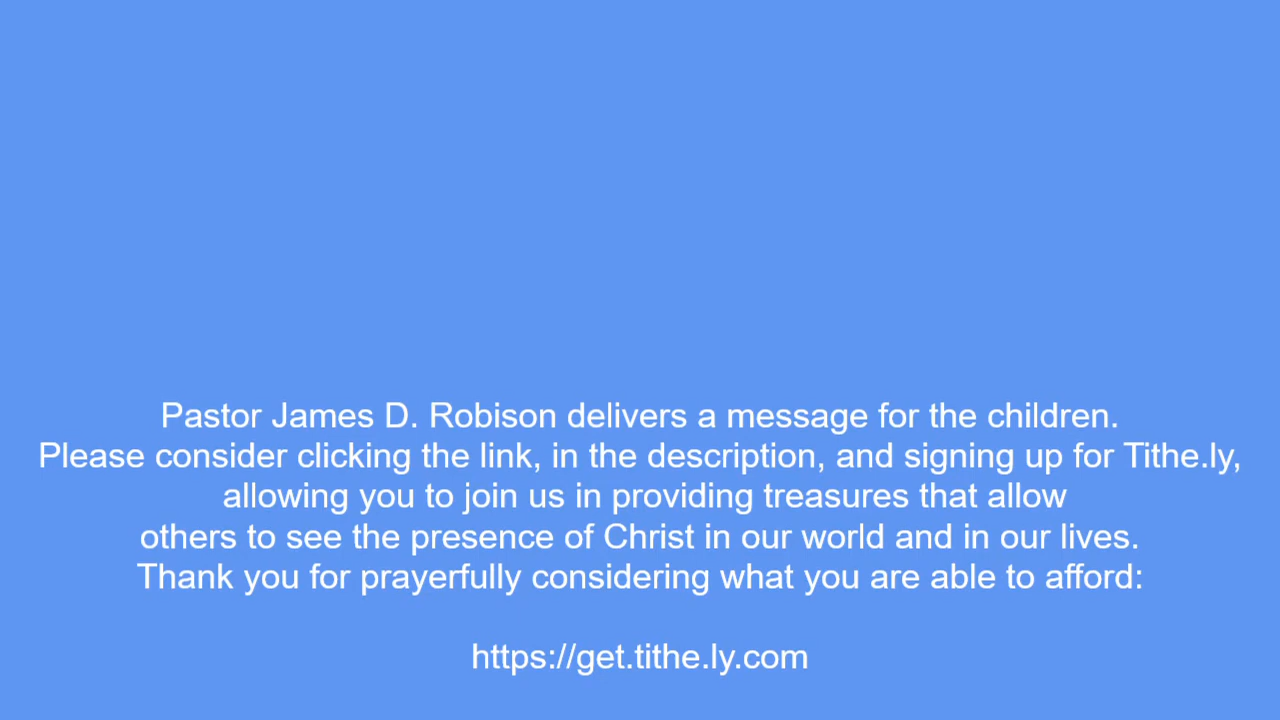 Pastor James D. Robison delivers a message for the children.
Please consider clicking the link, in the description, and signing up for Tithe.ly,
allowing you to join us in providing treasures that allow
others to see the presence of Christ in our world and in our lives.
Thank you for prayerfully considering what you are able to afford:
https://get.tithe.ly.com